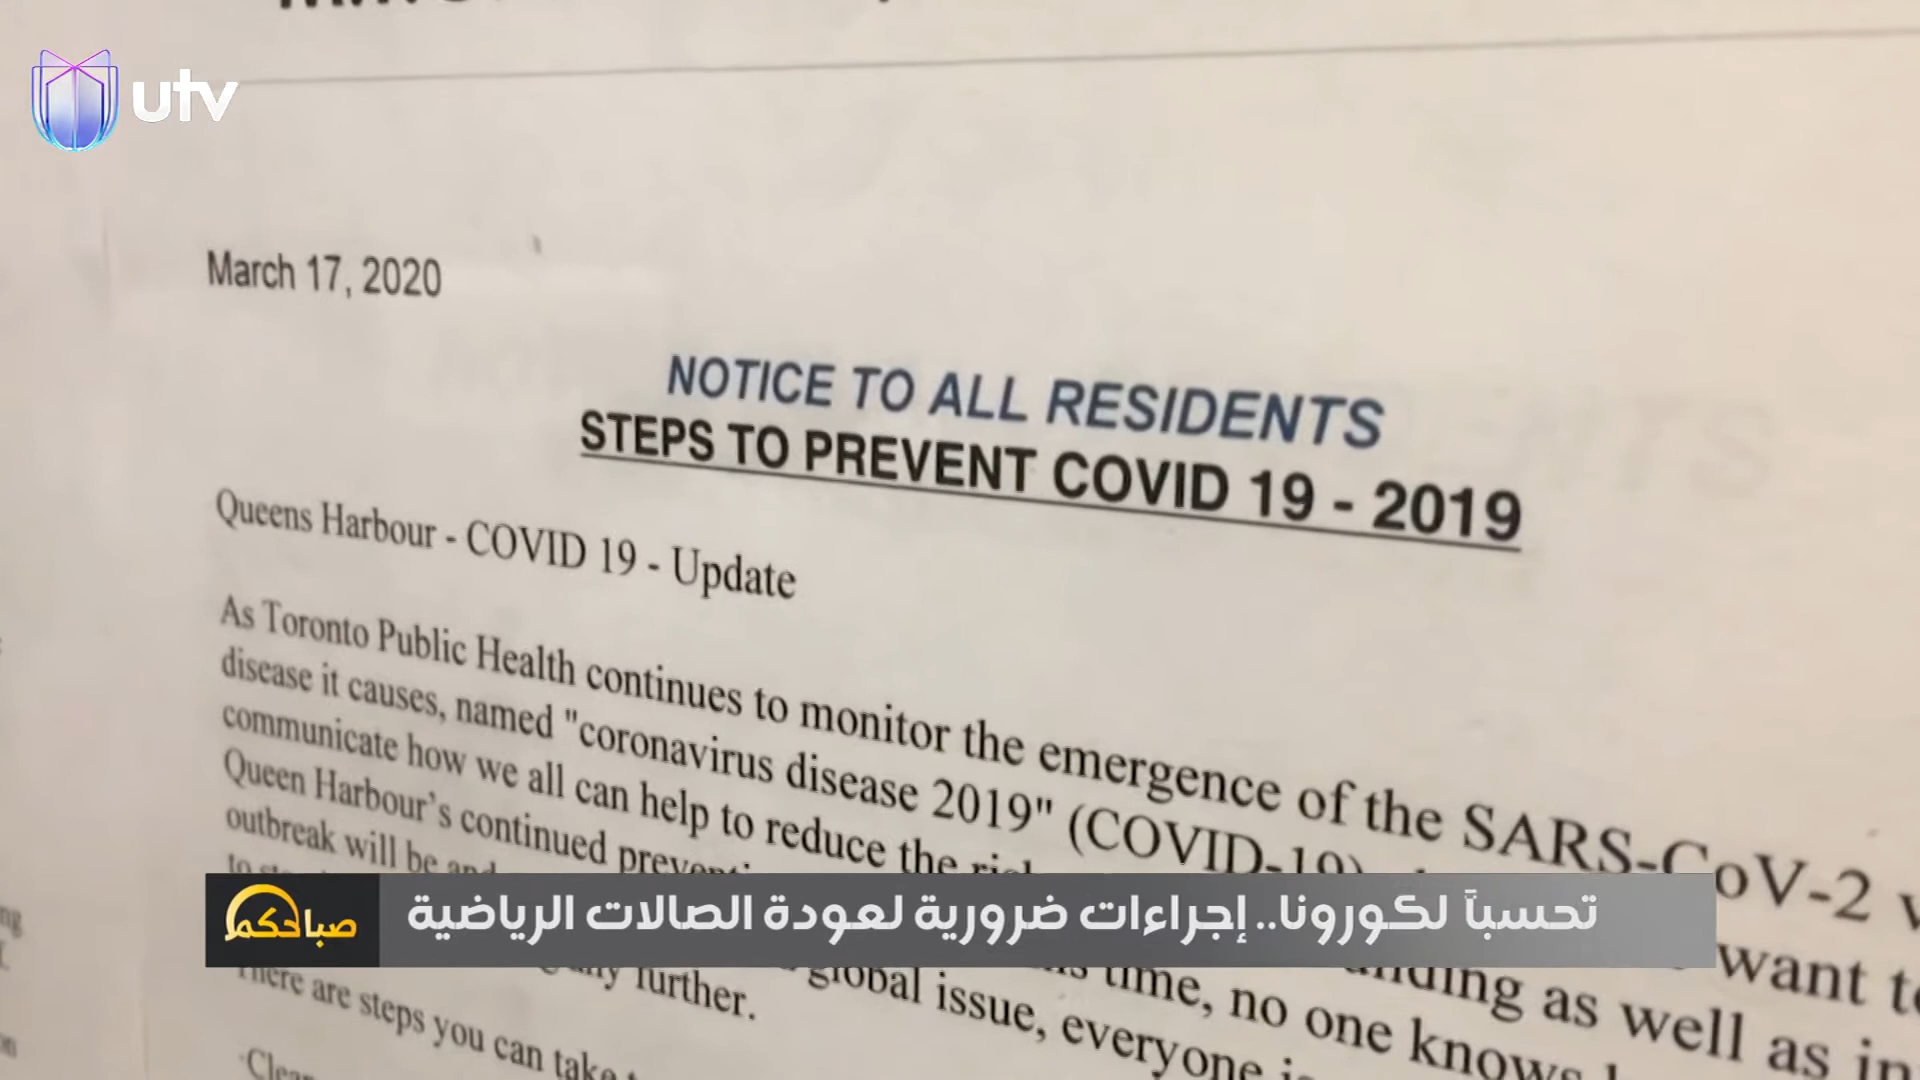 utv
March 17, 2020
NOTICE TO ALL RESIDENTS
STEPS TO PREVENT COVID 19 - 2019
Queens Harbour - COVID 19 - Update
As Toronto Public Health continues to monitor the emergence of the SARS-CoV-2
disease it causes, named "coronavirus disease 2019" (COVID-19)
communicate how we all can help to reduce the want to
Queen Harbour's continued as well as in
outbreak will be time, no one knows
global issue, everyone
further.
There are steps you can take
صباحكم
تحسباً لكورونا.. إجراءات ضرورية لعودة الصالات الرياضية